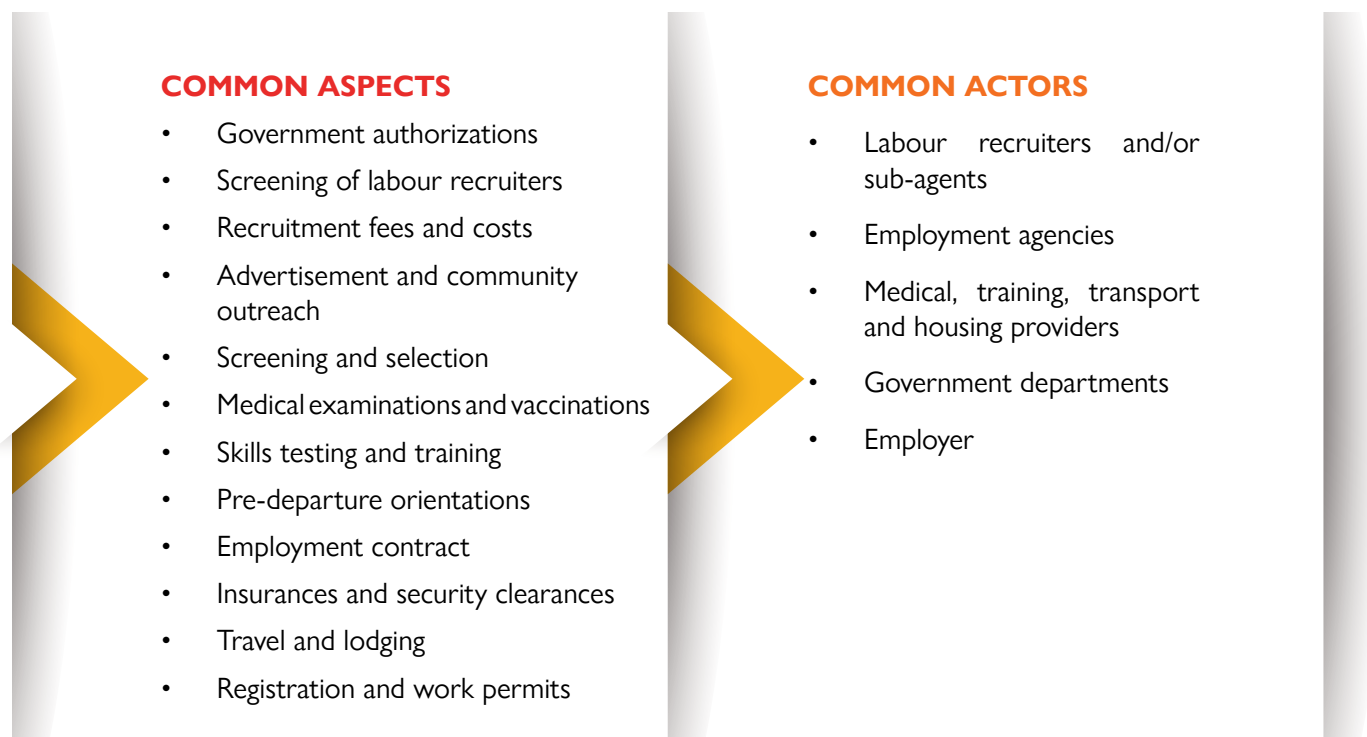 COMMON ASPECTS
• Government authorizations
• Screening of labour recruiters
• Recruitment fees and costs
• Advertisement and community
outreach
• Screening and selection
• Medical examinations and vaccinations
• Skills testing and training
• Pre-departure orientations
• Employment contract
• Insurances and security clearances
• Travel and lodging
• Registration and work permits
COMMON ACTORS
• Labour recruiters and/or
sub-agents
• Employment agencies
• Medical, training, transport
and housing providers
• Government departments
• Employer